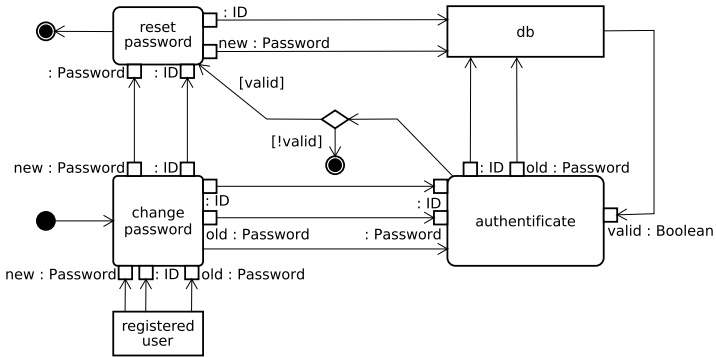 : ID
reset
password
new : Password
db
: Password
: ID
[valid]
[!valid]
new : Password
: ID
: ID
old : Password
change
password
: ID
: ID
authentificate
old : Password
: Password
valid : Boolean
new : Password
: ID
old : Password
registered
user